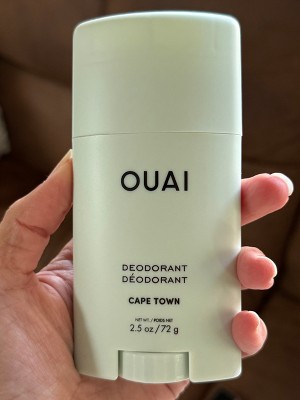 OUAI
DEODORANT
DÉODORANT
CAPE TOWN
NET WT. / POIDS NET
2.5 oz / 72 g